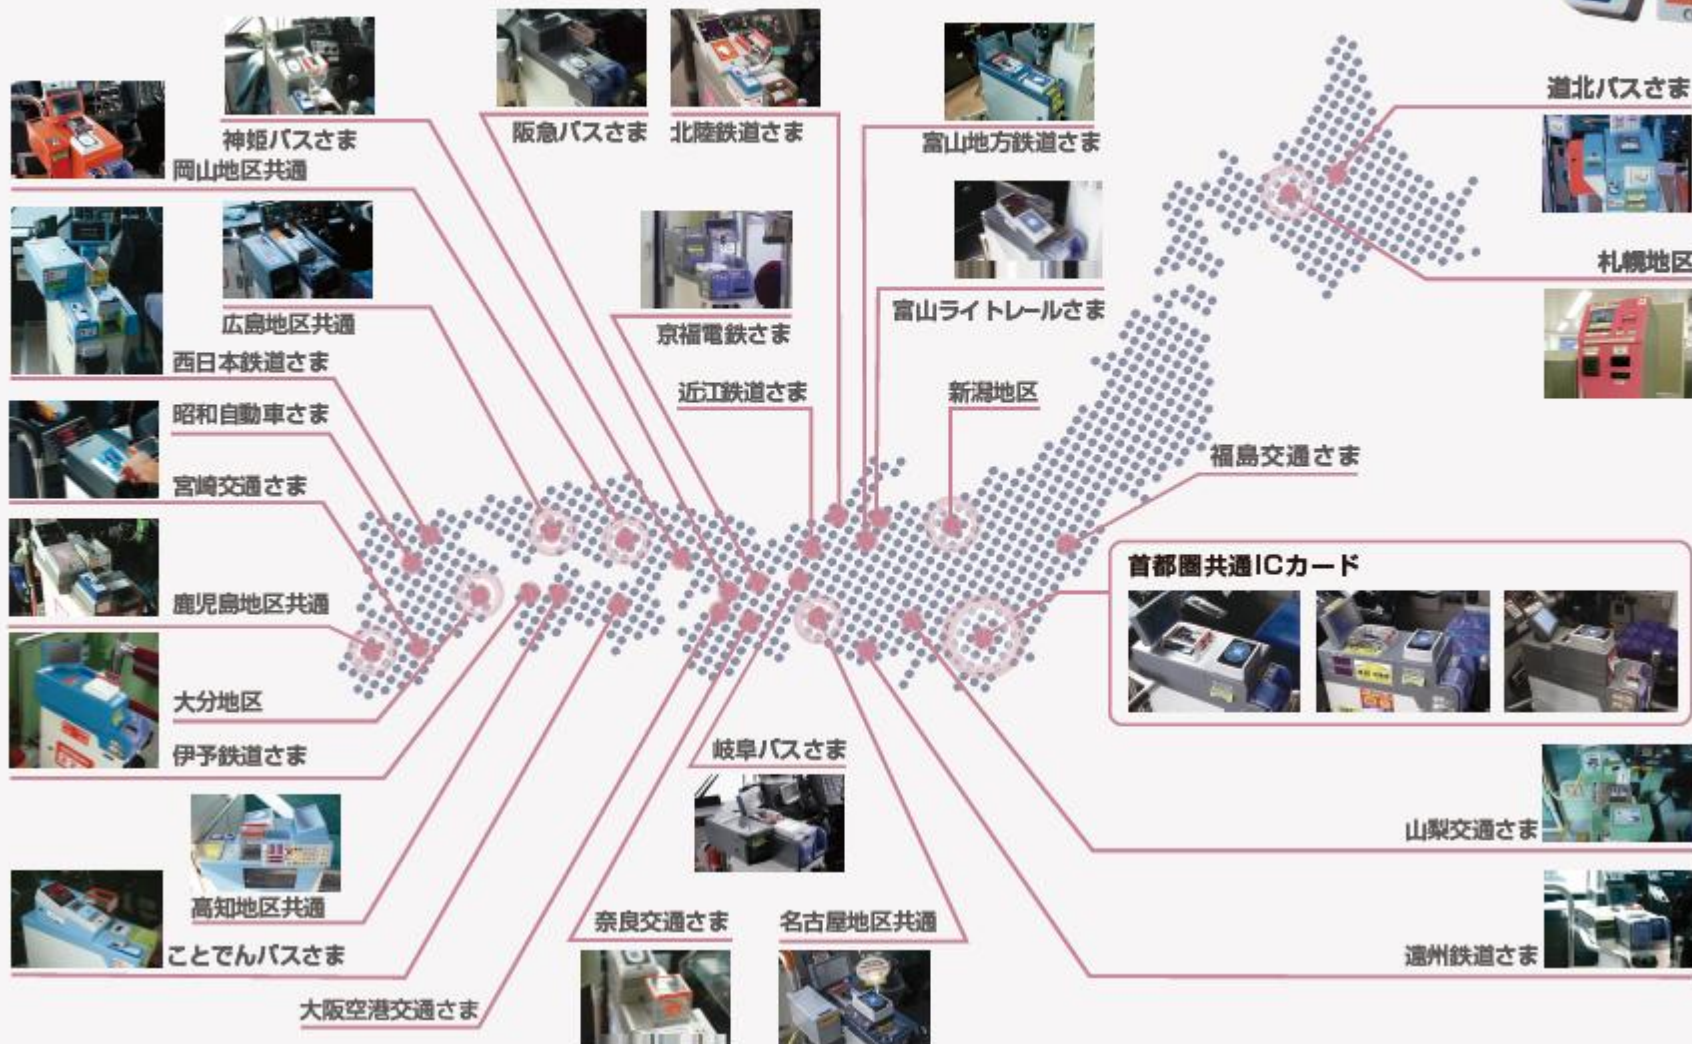 神姫バスさま
阪急バスさま
北陸鉄道さま
富山地方鉄道さま
道北バスさま
岡山地区共通
札幌地区
広島地区共通
京福電鉄さま
富山ライトレールさま
西日本鉄道さま
近江鉄道さま
新潟地区
昭和自動車さま
福島交通さま
宮崎交通さま
首都圏共通ICカード
鹿児島地区共通
大分地区
伊予鉄道さま
岐阜バスさま
山梨交通さま
高知地区共通
奈良交通さま
名古屋地区共通
ことでんバスさま
遠州鉄道さま
大阪空港交通さま